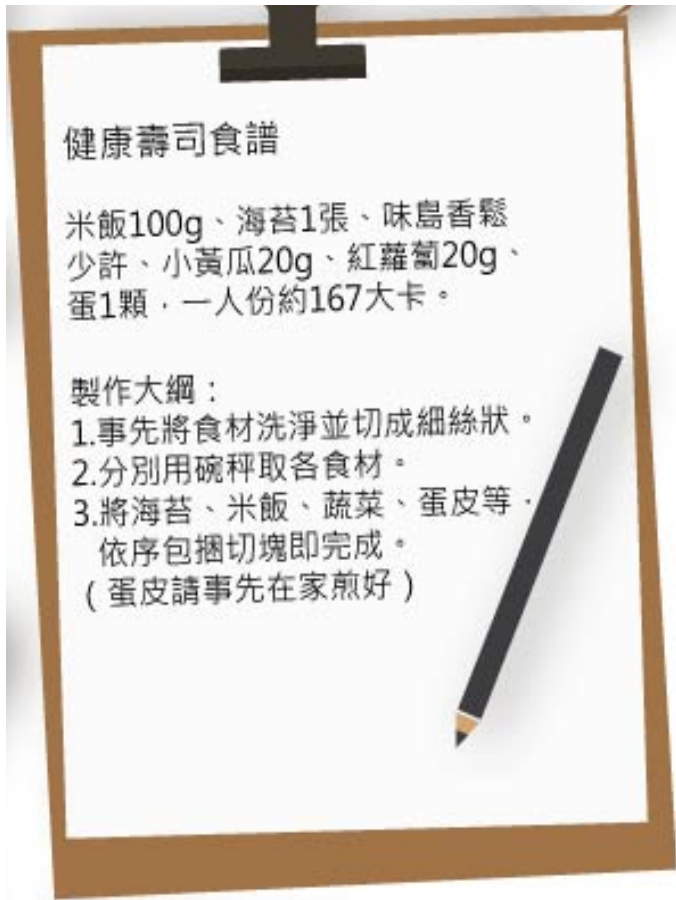 健康壽司食譜
米飯100g、海苔1張、味島香鬆
少許、小黃瓜20g、紅蘿蔔20g、
蛋1顆，一人份約167大卡。
製作大綱：
1.事先將食材洗淨並切成細絲狀。
2.分別用碗秤取各食材。
3.將海苔、米飯、蔬菜、蛋皮等，
依序包捆切塊即完成。
（蛋皮請事先在家煎好）